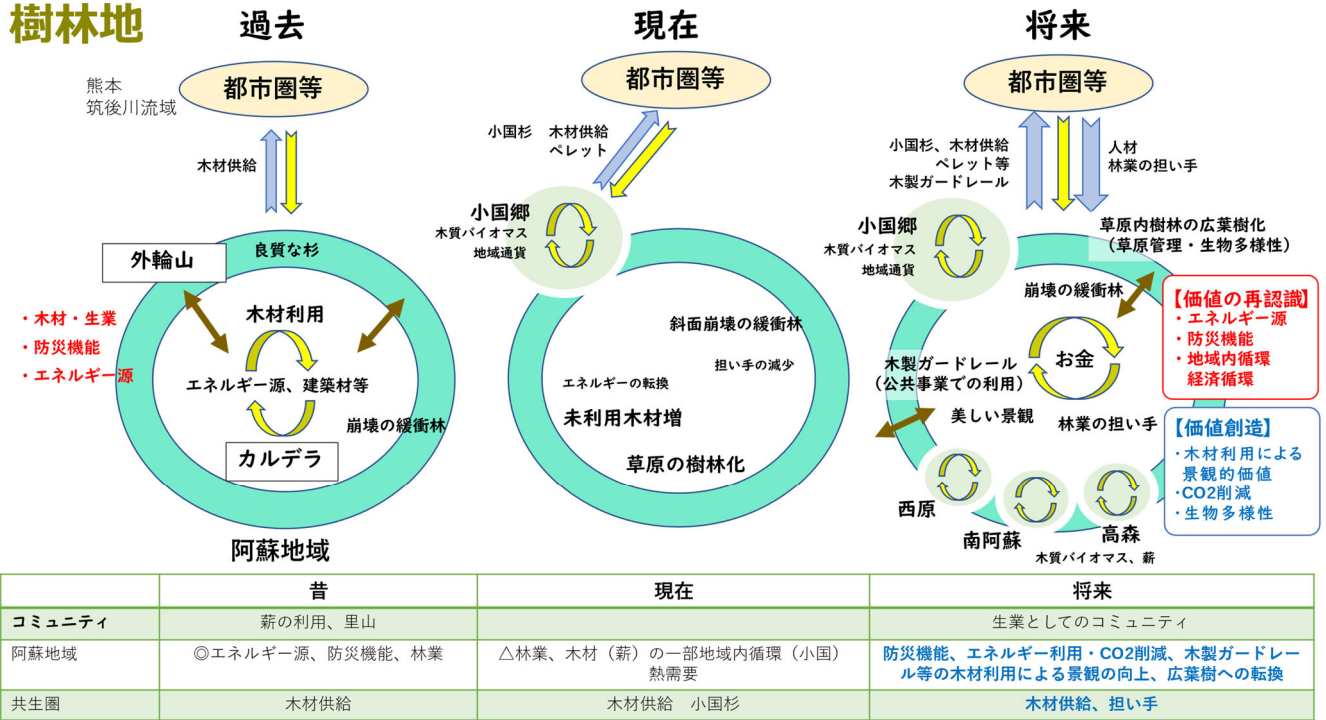 樹林地
過去
都市圏等
熊本
筑後川流域
木材供給
良質な杉
外輪山
・木材・生業
・防災機能
・エネルギー源
木材利用
エネルギー源、建築材等
崩壊の緩衝林
カルデラ
阿蘇地域
現在
都市圏等
小国杉　木材供給
ペレット
小国郷
木質バイオマス
地域通貨
斜面崩壊の緩衝林
担い手の減少
エネルギーの転換
未利用木材増
草原の樹林化
将来
都市圏等
小国杉、木材供給
ペレット等
木製ガードレール
人材
林業の担い手
小国郷
木質バイオマス
地域通貨
草原内樹林の広葉樹化
（草原管理・生物多様性）
崩壊の緩衝林
お金
木製ガードレール
（公共事業での利用）
美しい景観
林業の担い手
西原
南阿蘇
高森
木質バイオマス、薪
【価値の再認識】
・エネルギー源
・防災機能
・地域内循環
経済循環
【価値創造】
・木材利用による
景観的価値
・CO2削減
・生物多様性
昔　現在　将来
コミュニティ　薪の利用、里山　生業としてのコミュニティ
阿蘇地域　◎エネルギー源、防災機能、林業　△林業、木材（薪）の一部地域内循環（小国）
熱需要
防災機能、エネルギー利用・CO2削減、木製ガードレー
ル等の木材利用による景観の向上、広葉樹への転換
共生圏　木材供給　木材供給　小国杉　木材供給、担い手